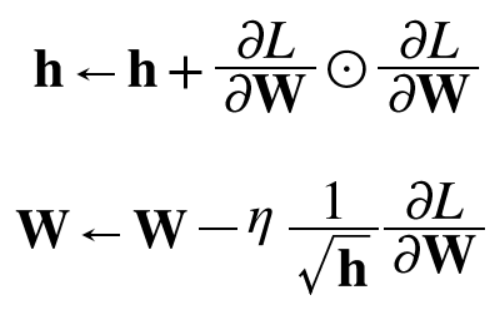 h ← h + ∂L/∂W ⊙ ∂L/∂W
W ← W − η 1/√h ∂L/∂W